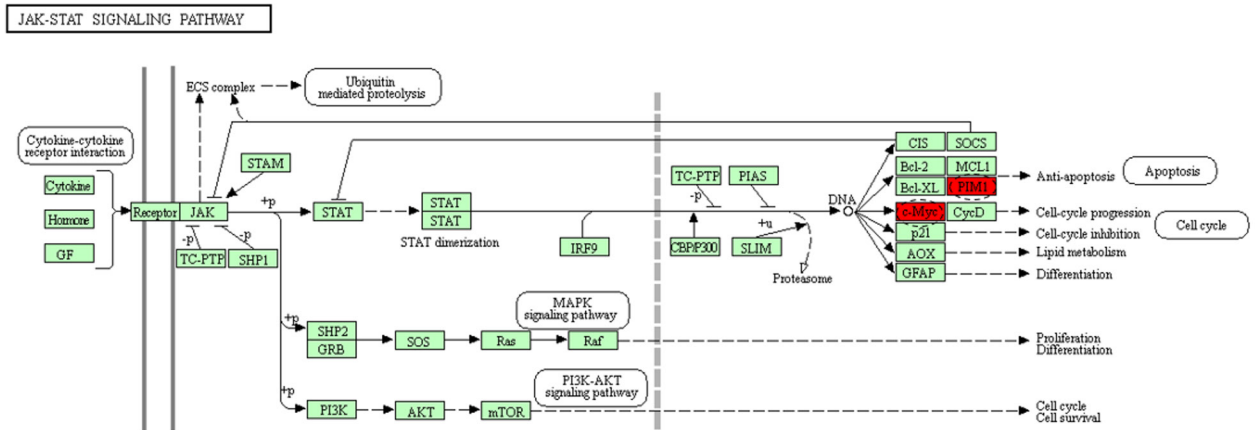 JAK-STAT SIGNALING PATHWAY
ECS complex
Ubiquitin
mediated proteolysis
Cytokine-cytokine
receptor interaction
Cytokine
Hormone
GF
Receptor
JAK
STAM
-p
-p
TC-PTP
SHP1
+p
STAT
STAT
STAT
STAT dimerization
IRF9
TC-PTP
PIAS
-p
+u
CBP/P300
SLIM
Proteasome
DNA
CIS
SOCS
Bcl-2
MCL1
Bcl-XL
PIM1
c-Myc
CycD
p21
AOX
GFAP
Anti-apoptosis
Apoptosis
Cell-cycle progression
Cell cycle
Cell-cycle inhibition
Lipid metabolism
Differentiation
+p
SHP2
GRB
SOS
Ras
Raf
MAPK
signaling pathway
Proliferation
Differentiation
+p
PI3K
AKT
mTOR
PI3K-AKT
signaling pathway
Cell cycle
Cell survival